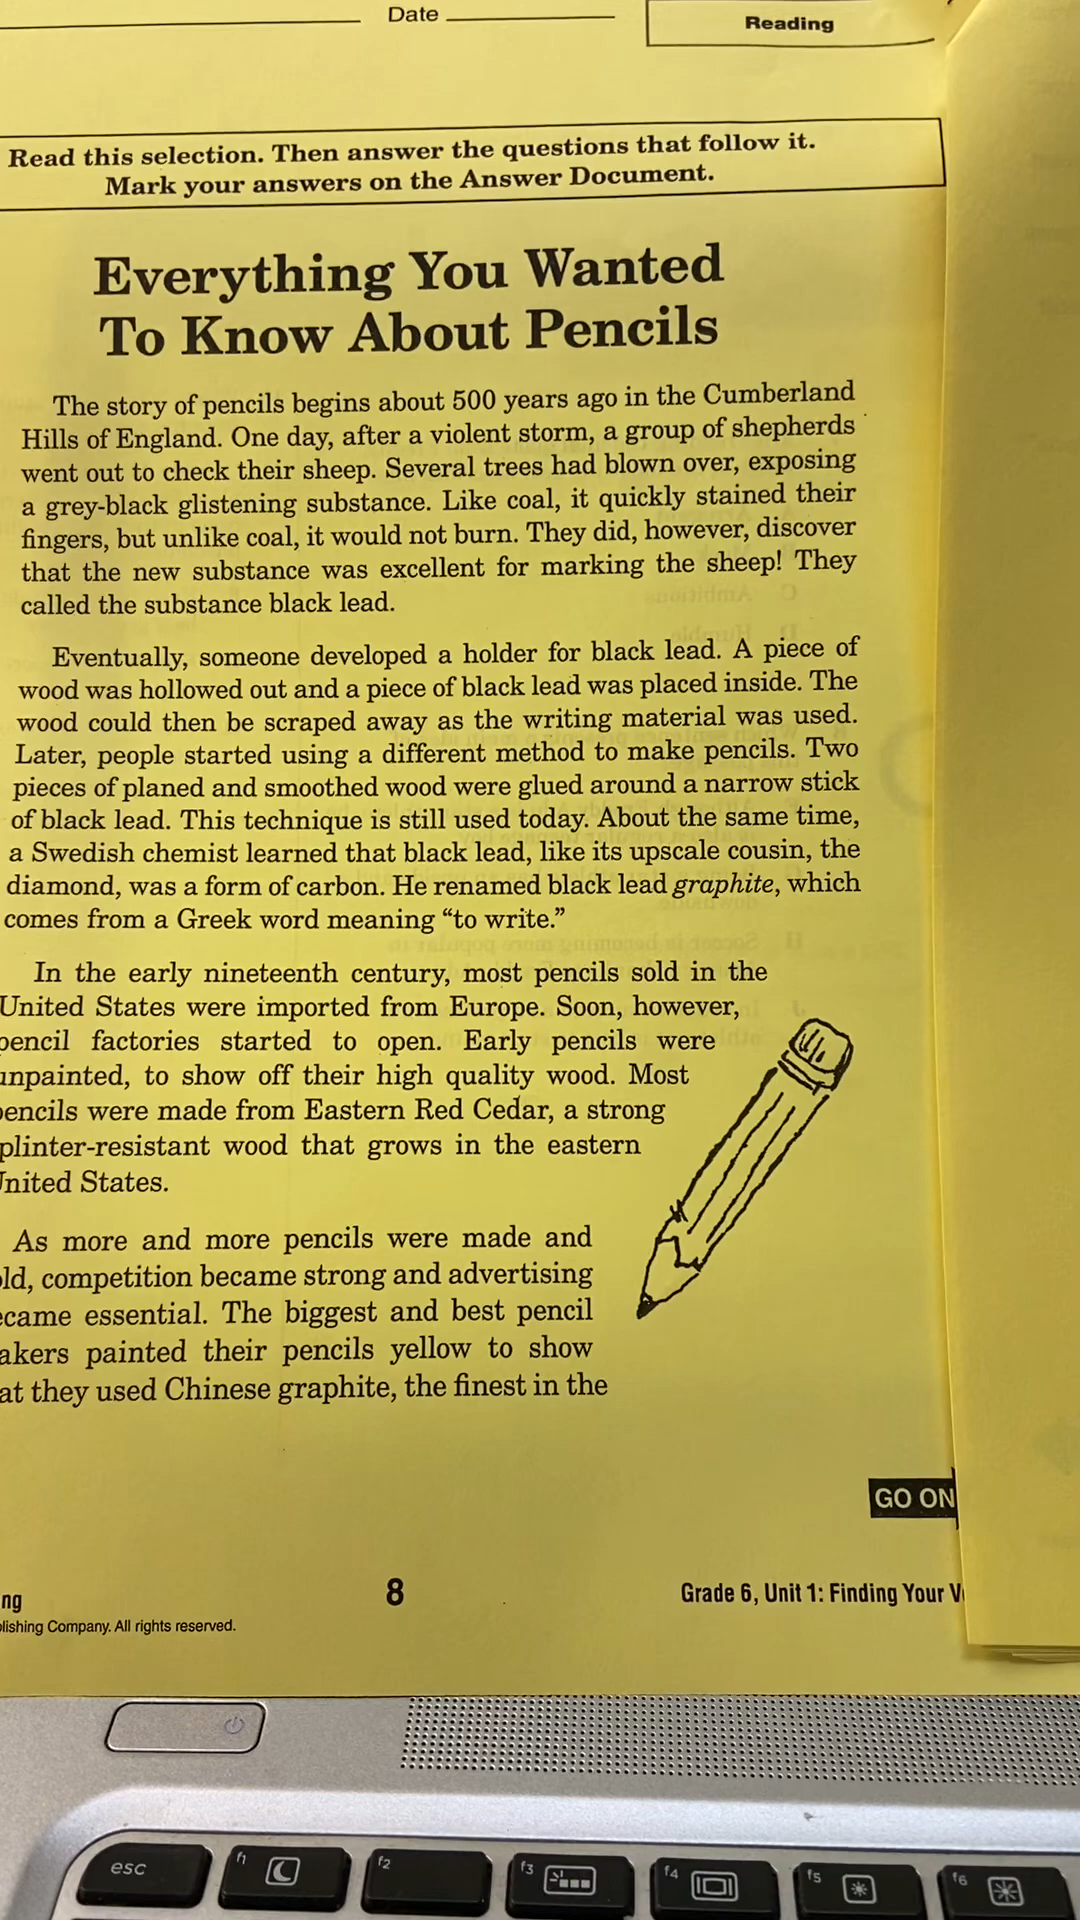 Date
Reading
Read this selection. Then answer the questions that follow it.
Mark your answers on the Answer Document.
Everything You Wanted
To Know About Pencils
The story of pencils begins about 500 years ago in the Cumberland
Hills of England. One day, after a violent storm, a group of shepherds
went out to check their sheep. Several trees had blown over, exposing
a grey-black glistening substance. Like coal, it quickly stained their
fingers, but unlike coal, it would not burn. They did, however, discover
that the new substance was excellent for marking the sheep! They
called the substance black lead.
Eventually, someone developed a holder for black lead. A piece of
wood was hollowed out and a piece of black lead was placed inside. The
wood could then be scraped away as the writing material was used.
Later, people started using a different method to make pencils. Two
pieces of planed and smoothed wood were glued around a narrow stick
of black lead. This technique is still used today. About the same time,
a Swedish chemist learned that black lead, like its upscale cousin, the
diamond, was a form of carbon. He renamed black lead graphite, which
comes from a Greek word meaning “to write.”
In the early nineteenth century, most pencils sold in the
United States were imported from Europe. Soon, however,
pencil factories started to open. Early pencils were
unpainted, to show off their high quality wood. Most
pencils were made from Eastern Red Cedar, a strong
plinter-resistant wood that grows in the eastern
United States.
As more and more pencils were made and
old, competition became strong and advertising
ecame essential. The biggest and best pencil
akers painted their pencils yellow to show
at they used Chinese graphite, the finest in the
GO ON
ng
8
Grade 6, Unit 1: Finding Your V
blishing Company. All rights reserved.
esc
f1
f2
f3
f4
f5
f6